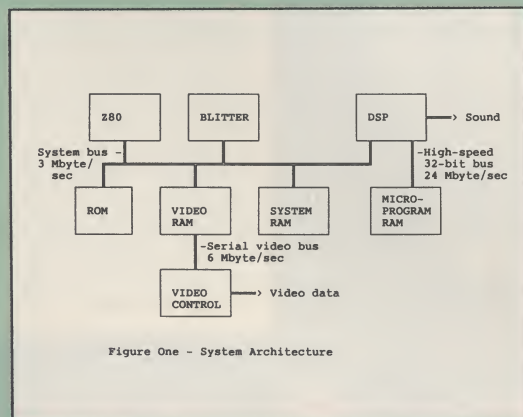 Z80
BLITTER
DSP
> Sound
System bus -
3 Mbyte/
sec
-High-speed
32-bit bus
24 Mbyte/sec
ROM
VIDEO
RAM
SYSTEM
RAM
MICRO-
PROGRAM
RAM
-Serial video bus
6 Mbyte/sec
VIDEO
CONTROL
> Video data
Figure One - System Architecture